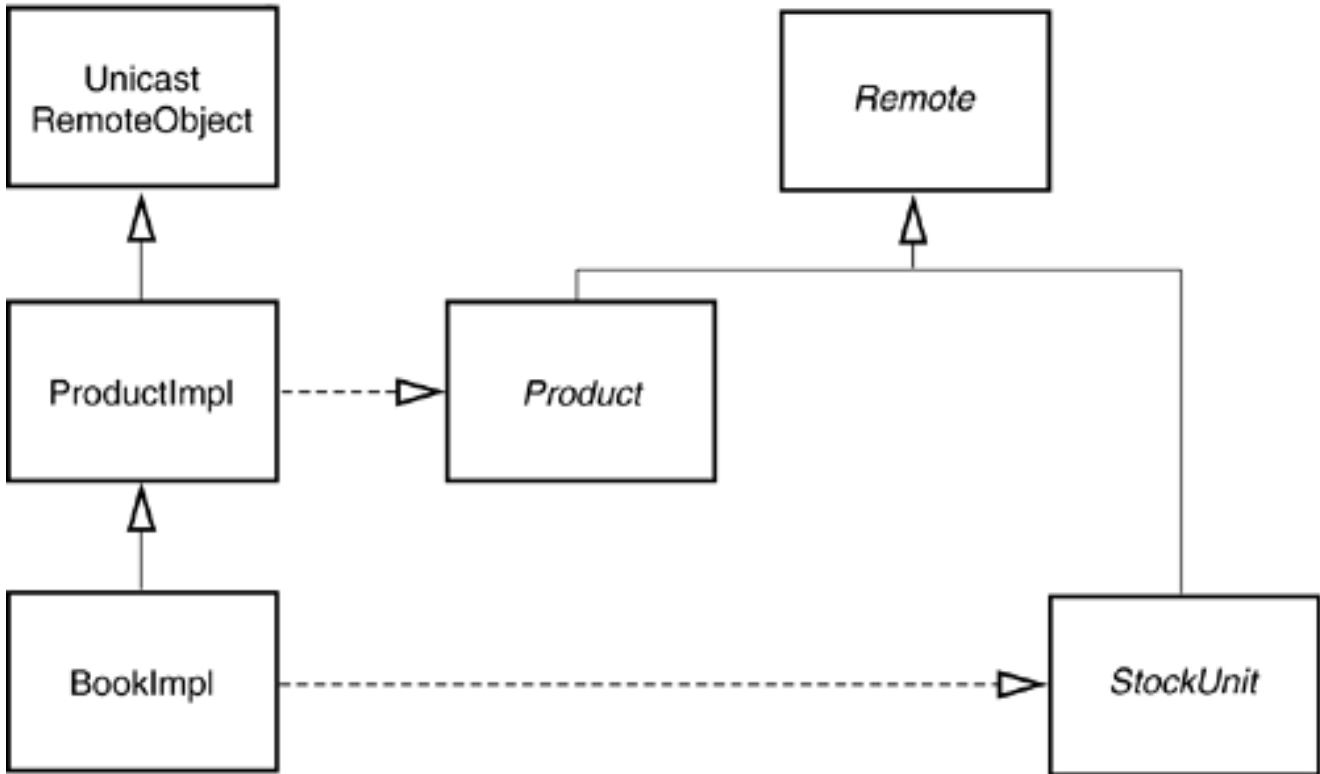 Unicast
RemoteObject
Remote
ProductImpl
Product
BookImpl
StockUnit